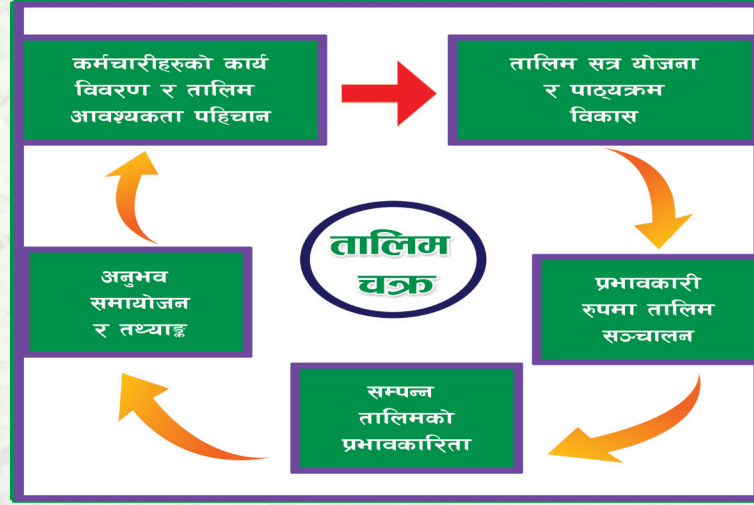 कर्मचारीहरुको कार्य
विवरण र तालिम
आवश्यकता पहिचान
तालिम सत्र योजना
र पाठ्यक्रम
विकास
प्रभावकारी
रुपमा तालिम
सञ्चालन
सम्पन्न
तालिमको
प्रभावकारिता
अनुभव
समायोजन
र तथ्याङ्क
तालिम
चक्र